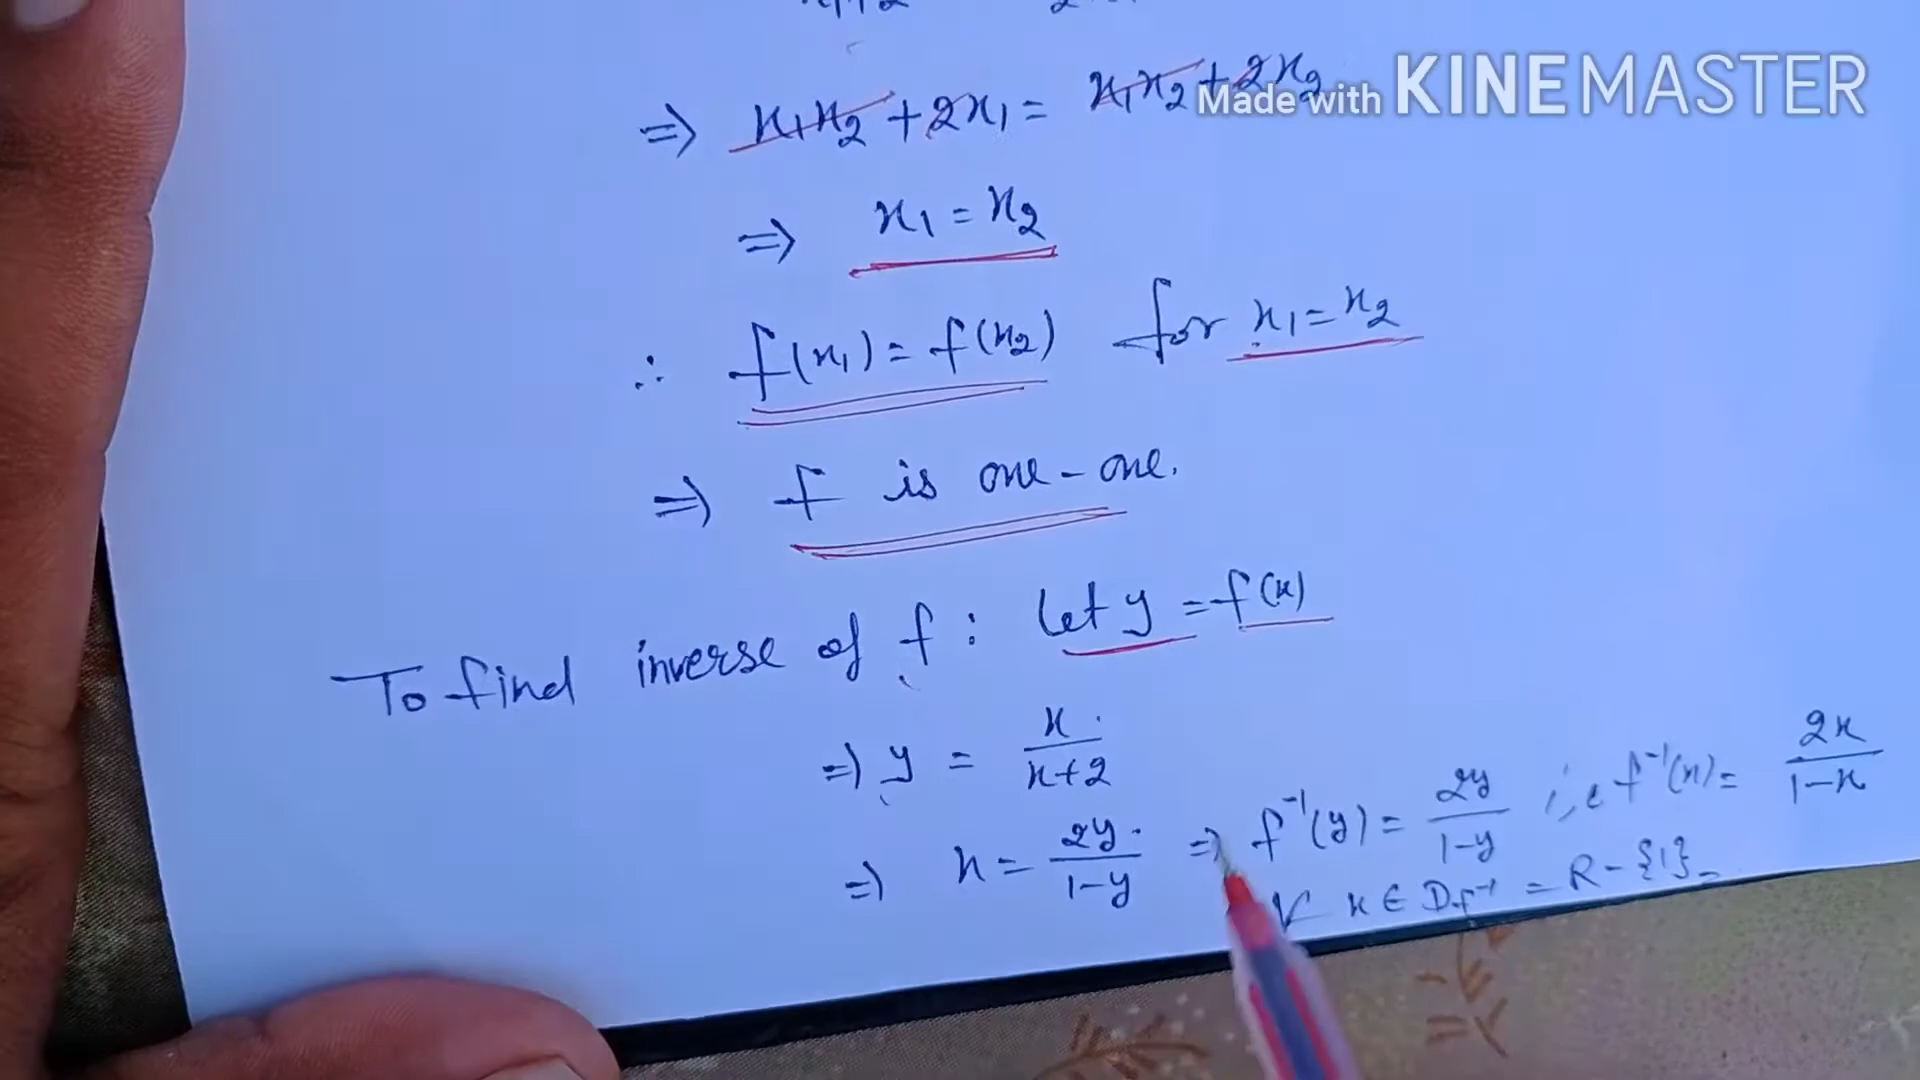 ⇒ x₁x₂ + 2x₁ = x₁x₂ + 2x₂
Made with KINEMASTER
⇒ x₁ = x₂
∴ f(x₁) = f(x₂) for x₁ = x₂
⇒ f is one-one.
To find inverse of f : Let y = f(x)
⇒ y = x/(x+2)
⇒ x = 2y/(1-y) ⇒ f⁻¹(y) = 2y/(1-y) i,e f⁻¹(x) = 2x/(1-x)
x ∈ D_f⁻¹ = R - {1}